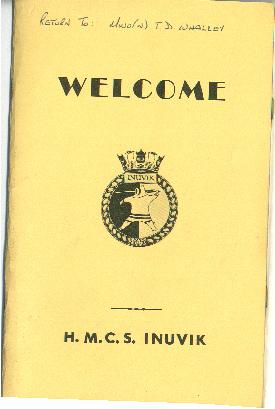 RETURN TO: MWO(W) T D WHALLEY
WELCOME
INUVIK
H. M. C. S. INUVIK